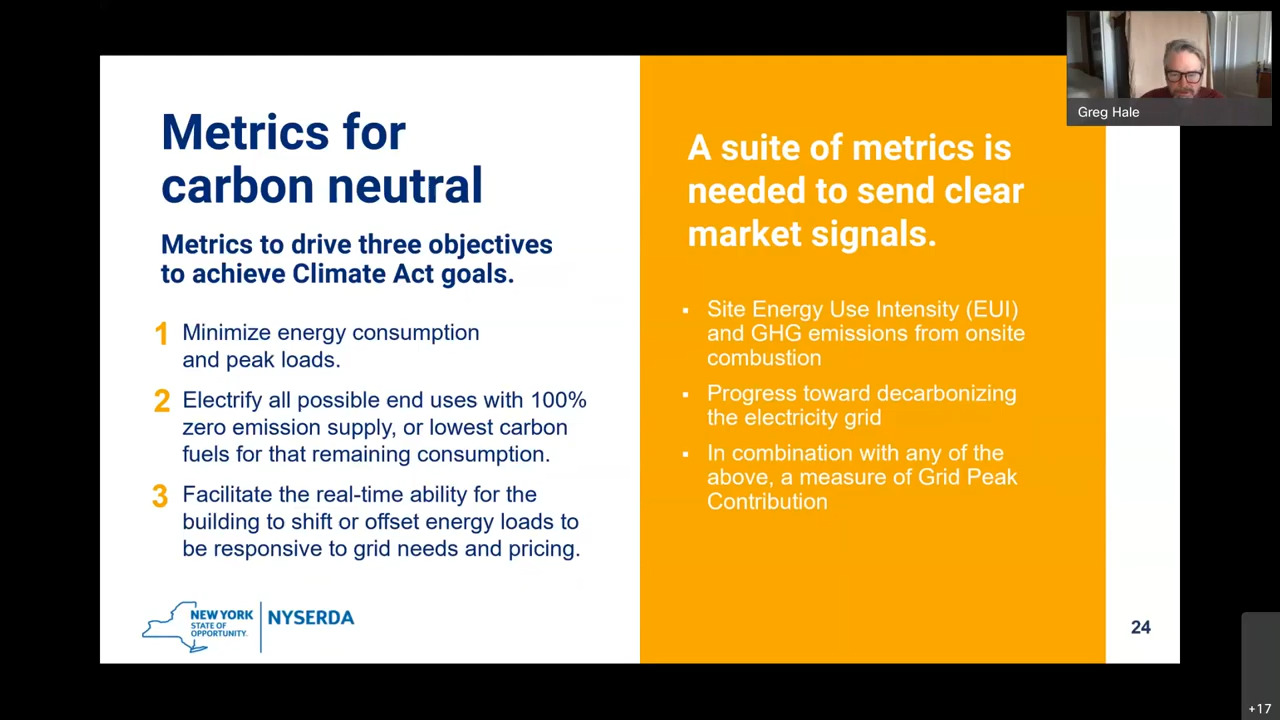 Metrics for
carbon neutral
Metrics to drive three objectives
to achieve Climate Act goals.
1 Minimize energy consumption
and peak loads.
2 Electrify all possible end uses with 100%
zero emission supply, or lowest carbon
fuels for that remaining consumption.
3 Facilitate the real-time ability for the
building to shift or offset energy loads to
be responsive to grid needs and pricing.
NEW YORK
STATE OF
OPPORTUNITY.
NYSERDA
A suite of metrics is
needed to send clear
market signals.
▪ Site Energy Use Intensity (EUI)
and GHG emissions from onsite
combustion
▪ Progress toward decarbonizing
the electricity grid
▪ In combination with any of the
above, a measure of Grid Peak
Contribution
24
Greg Hale
+17